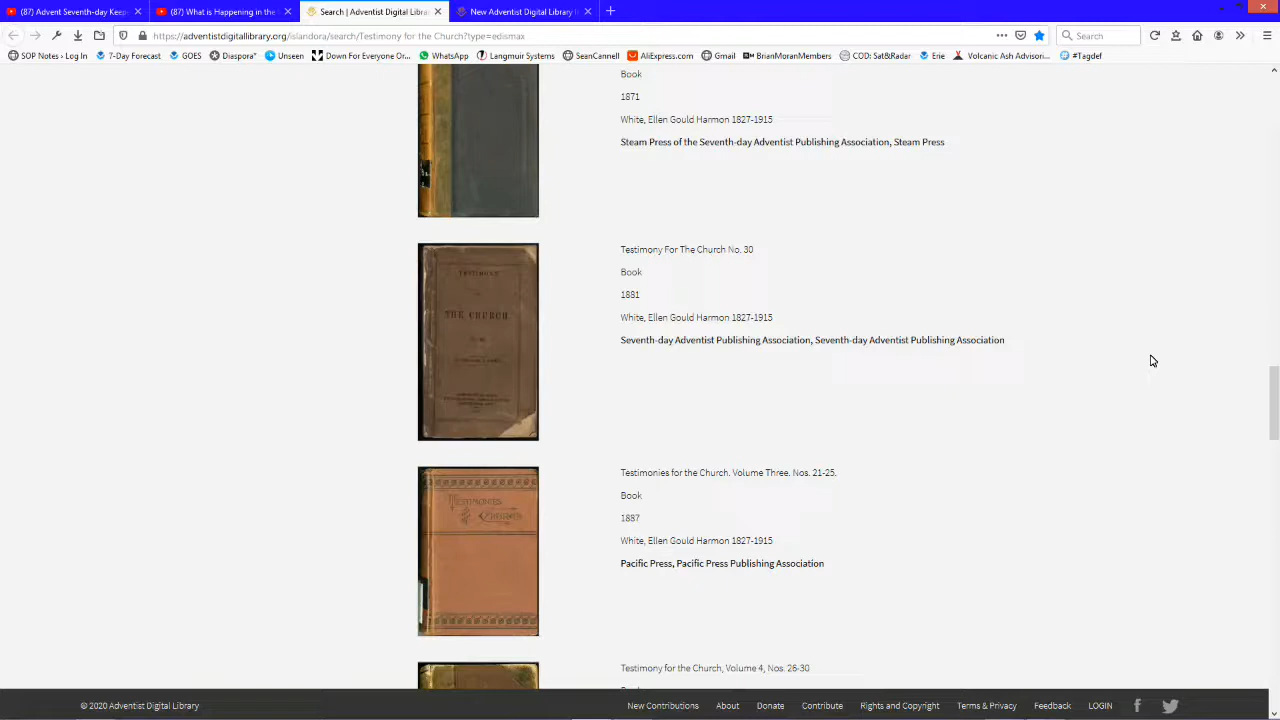 (87) Advent Seventh-day Keep
(87) What is Happening in the
Search | Adventist Digital Libra
New Adventist Digital Library i
https://adventistdigitallibrary.org/islandora/search/Testimony for the Church?type=edismax
Search
SOP Notes › Log In
7-Day Forecast
GOES
Diaspora*
Unseen
Down For Everyone Or...
WhatsApp
Langmuir Systems
SeanCannell
AliExpress.com
Gmail
BrianMoranMembers
COD: Sat&Radar
Erie
Volcanic Ash Advisori...
#Tagdef
Book
1871
White, Ellen Gould Harmon 1827-1915
Steam Press of the Seventh-day Adventist Publishing Association, Steam Press
TESTIMONY
THE CHURCH
Testimony For The Church No. 30
Book
1881
White, Ellen Gould Harmon 1827-1915
Seventh-day Adventist Publishing Association, Seventh-day Adventist Publishing Association
TESTIMONIES
CHURCH
Testimonies for the Church. Volume Three. Nos. 21-25.
Book
1887
White, Ellen Gould Harmon 1827-1915
Pacific Press, Pacific Press Publishing Association
Testimony for the Church, Volume 4, Nos. 26-30
© 2020 Adventist Digital Library
New Contributions
About
Donate
Contribute
Rights and Copyright
Terms & Privacy
Feedback
LOGIN